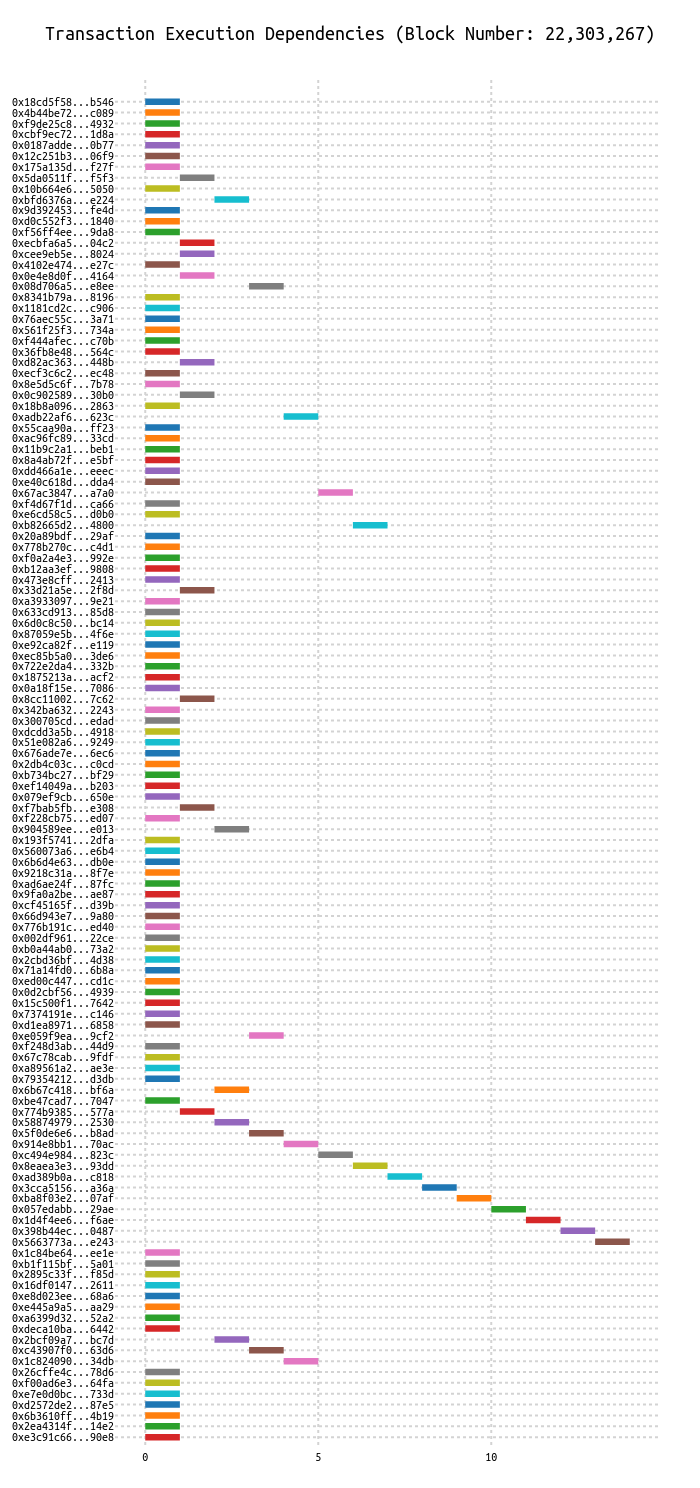 Transaction Execution Dependencies (Block Number: 22,303,267)
0x18cd5f58...b546
0x4b44be72...c089
0xf9de25c8...4932
0xcbf9ec72...1d8a
0x0187adde...0b77
0x12c251b3...06f9
0x175a135d...f27f
0x5da0511f...f5f3
0x10b664e6...5050
0xbfd6376a...e224
0x9d392453...fe4d
0xd0c552f3...1840
0xf56ff4ee...9da8
0xecbfa6a5...04c2
0xcee9eb5e...8024
0x4102e474...e27c
0x0e4e8d0f...4164
0x08d706a5...e8ee
0x8341b79a...8196
0x1181cd2c...c906
0x76aec55c...3a71
0x561f25f3...734a
0xf444afec...c70b
0x36fb8e48...564c
0xd82ac363...448b
0xecf3c6c2...ec48
0x8e5d5c6f...7b78
0x0c902589...30b0
0x18b8a096...2863
0xadb22af6...623c
0x55caa90a...ff23
0xac96fc89...33cd
0x11b9c2a1...beb1
0x8a4ab72f...e5bf
0xdd466a1e...eeec
0xe40c618d...dda4
0x67ac3847...a7a0
0xf4d67f1d...ca66
0xe6cd58c5...d0b0
0xb82665d2...4800
0x20a89bdf...29af
0x778b270c...c4d1
0xf0a2a4e3...992e
0xb12aa3ef...9808
0x473e8cff...2413
0x33d21a5e...2f8d
0xa3933097...9e21
0x633cd913...85d8
0x6d0c8c50...bc14
0x87059e5b...4f6e
0xe92ca82f...e119
0xec85b5a0...3de6
0x722e2da4...332b
0x1875213a...acf2
0x0a18f15e...7086
0x8cc11002...7c62
0x342ba632...2243
0x300705cd...edad
0xdcdd3a5b...4918
0x51e082a6...9249
0x676ade7e...6ec6
0x2db4c03c...c0cd
0xb734bc27...bf29
0xef14049a...b203
0x079ef9cb...650e
0xf7bab5fb...e308
0xf228cb75...ed07
0x904589ee...e013
0x193f5741...2dfa
0x560073a6...e6b4
0x6b6d4e63...db0e
0x9218c31a...8f7e
0xad6ae24f...87fc
0x9fa0a2be...ae87
0xcf45165f...d39b
0x66d943e7...9a80
0x776b191c...ed40
0x002df961...22ce
0xb0a44ab0...73a2
0x2cbd36bf...4d38
0x71a14fd0...6b8a
0xed00c447...cd1c
0x0d2cbf56...4939
0x15c500f1...7642
0x7374191e...c146
0xd1ea8971...6858
0xe059f9ea...9cf2
0xf248d3ab...44d9
0x67c78cab...9fdf
0xa89561a2...ae3e
0x79354212...d3db
0x6b67c418...bf6a
0xbe47cad7...7047
0x774b9385...577a
0x58874979...2530
0x5f0de6e6...b8ad
0x914e8bb1...70ac
0xc494e984...823c
0x8eaea3e3...93dd
0xad389b0a...c818
0x3cca5156...a36a
0xba8f03e2...07af
0x057edabb...29ae
0x1d4f4ee6...f6ae
0x398b44ec...0487
0x5663773a...e243
0x1c84be64...ee1e
0xb1f115bf...5a01
0x2895c33f...f85d
0x16df0147...2611
0xe8d023ee...68a6
0xe445a9a5...aa29
0xa6399d32...52a2
0xdeca10ba...6442
0x2bcf09a7...bc7d
0xc43907f0...63d6
0x1c824090...34db
0x26cffe4c...78d6
0xf00ad6e3...64fa
0xe7e0d0bc...733d
0xd2572de2...87e5
0x6b3610ff...4b19
0x2ea4314f...14e2
0xe3c91c66...90e8
0 5 10